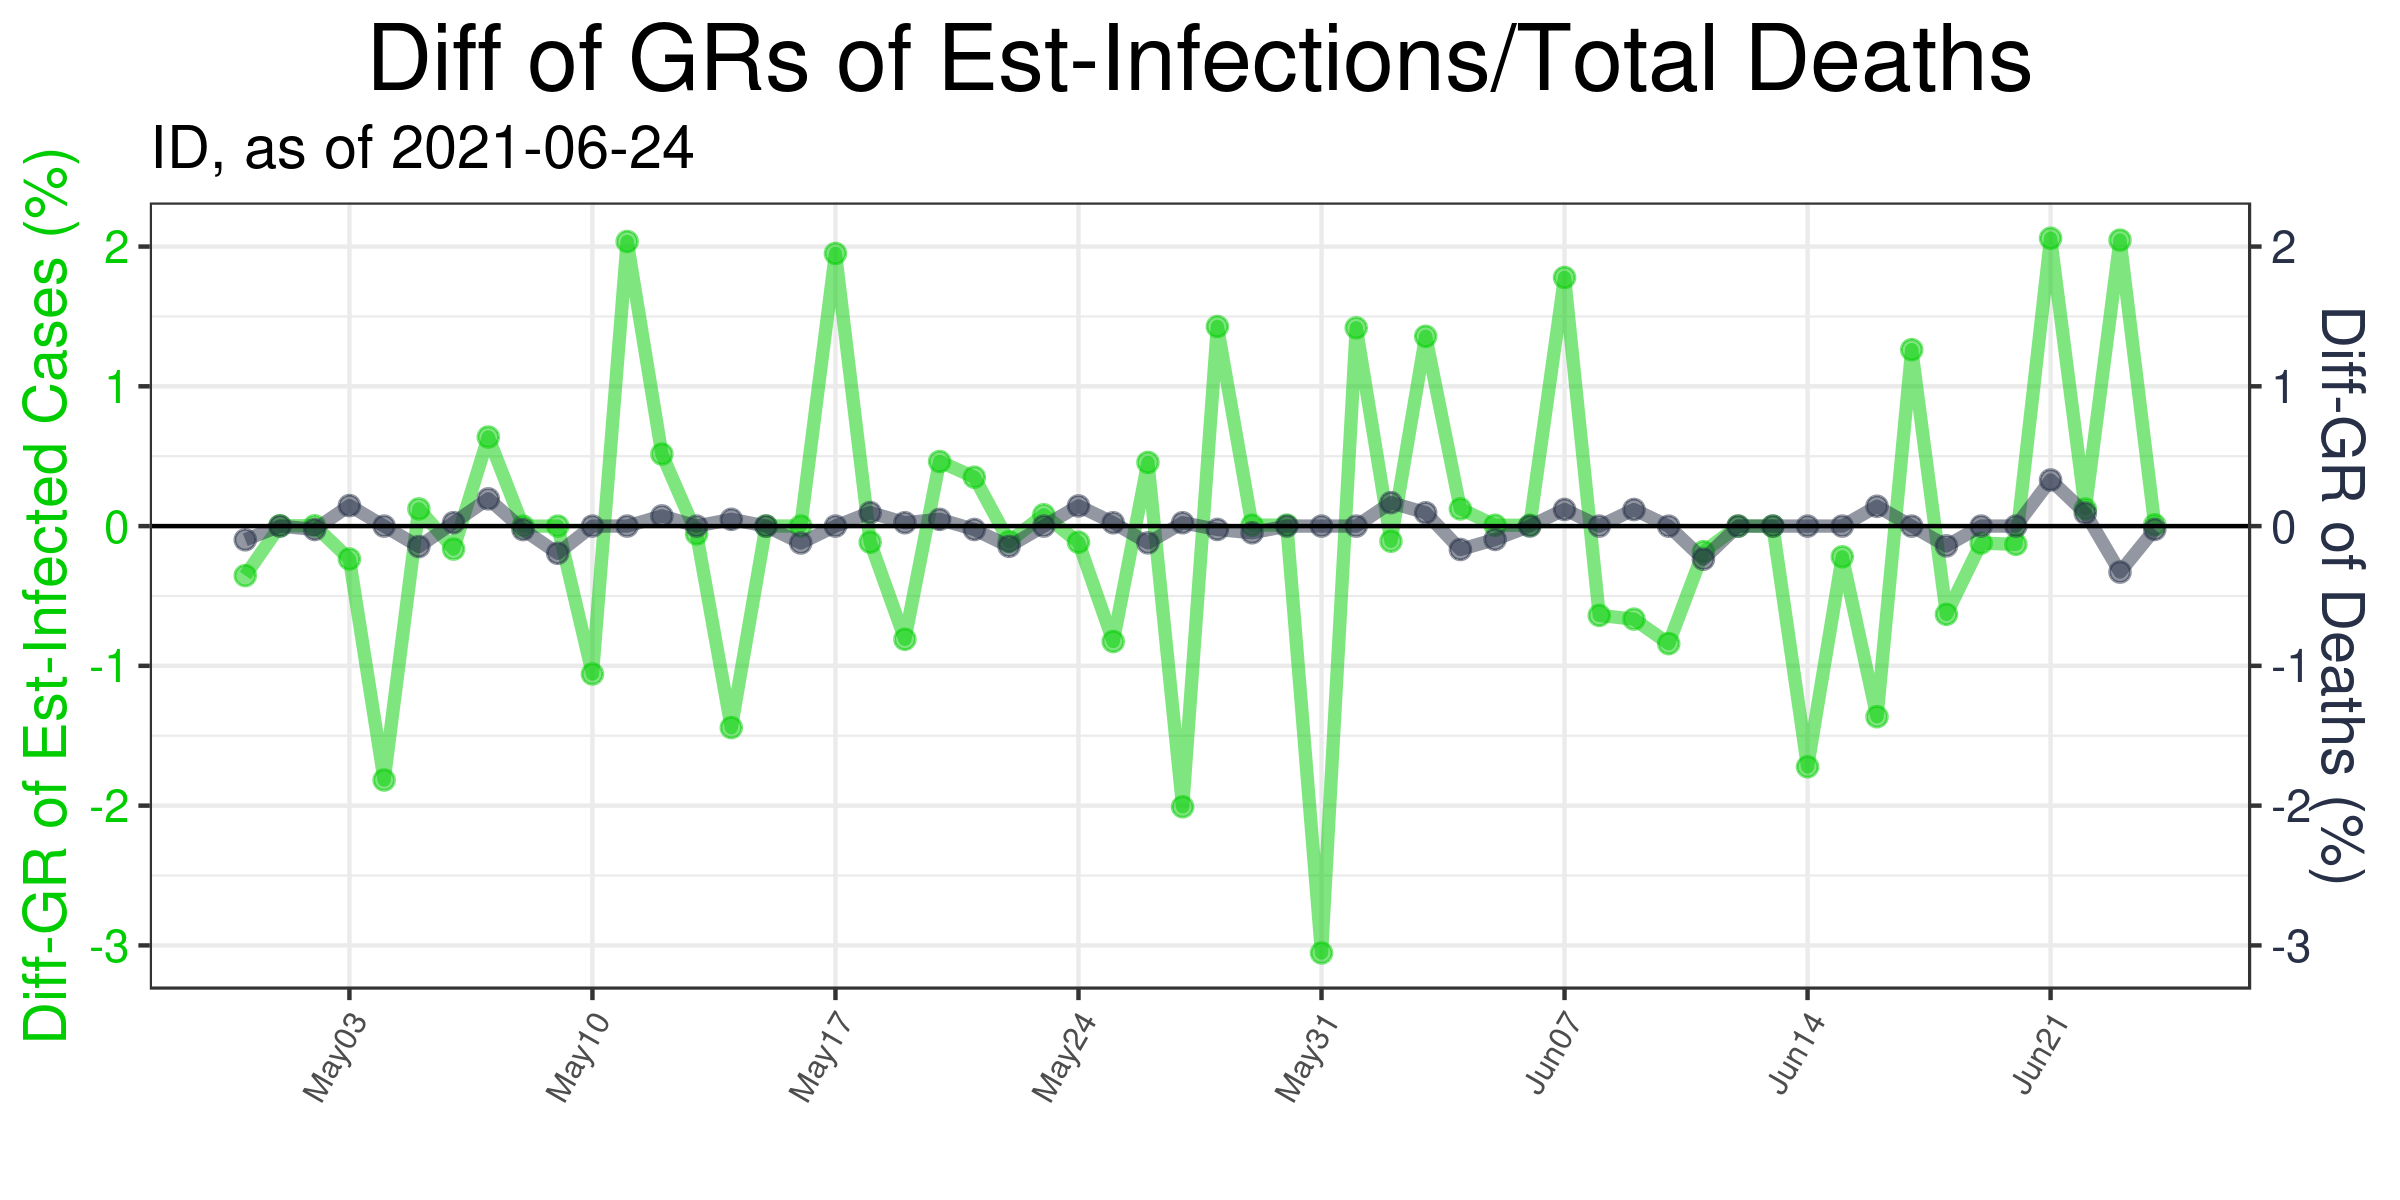 Diff of GRs of Est-Infections/Total Deaths
ID, as of 2021-06-24
Diff-GR of Est-Infected Cases (%)
2
1
0
-1
-2
-3
2
1
0
-1
-2
-3
Diff-GR of Deaths (%)
May03
May10
May17
May24
May31
Jun07
Jun14
Jun21